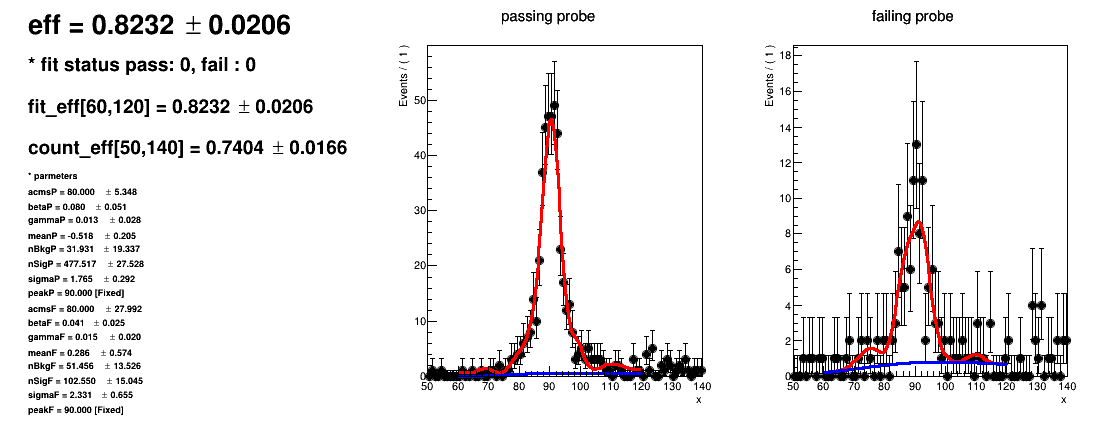 eff = 0.8232 ± 0.0206
* fit status pass: 0, fail : 0
fit_eff[60,120] = 0.8232 ± 0.0206
count_eff[50,140] = 0.7404 ± 0.0166
* parmeters
acmsP = 80.000 ± 5.348
betaP = 0.080 ± 0.051
gammaP = 0.013 ± 0.028
meanP = -0.518 ± 0.205
nBkgP = 31.931 ± 19.337
nSigP = 477.517 ± 27.528
sigmaP = 1.765 ± 0.292
peakP = 90.000 [Fixed]
acmsF = 80.000 ± 27.992
betaF = 0.041 ± 0.025
gammaF = 0.015 ± 0.020
meanF = 0.286 ± 0.574
nBkgF = 51.456 ± 13.526
nSigF = 102.550 ± 15.045
sigmaF = 2.331 ± 0.655
peakF = 90.000 [Fixed]
passing probe
Events / ( 1 )
50
40
30
20
10
0
50 60 70 80 90 100 110 120 130 140
x
failing probe
Events / ( 1 )
18
16
14
12
10
8
6
4
2
0
50 60 70 80 90 100 110 120 130 140
x